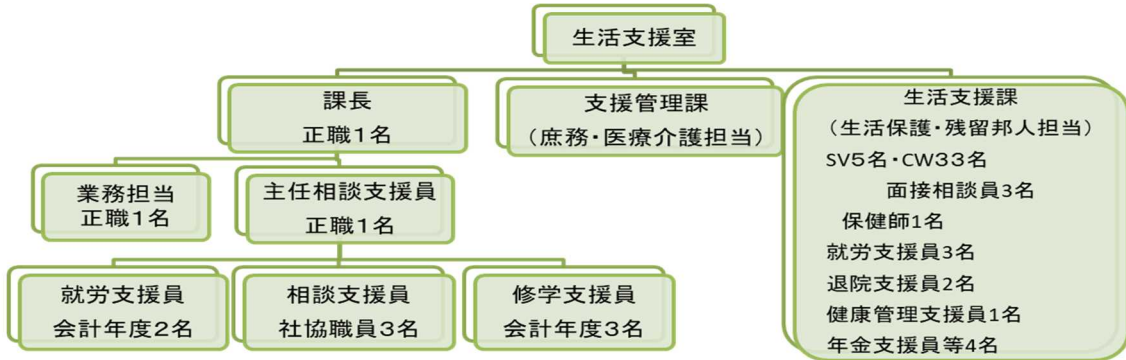 生活支援室
課長
正職1名
支援管理課
（庶務・医療介護担当）
生活支援課
（生活保護・残留邦人担当）
SV5名・CW33名
面接相談員3名
保健師1名
就労支援員3名
退院支援員2名
健康管理支援員1名
年金支援員等4名
業務担当
正職1名
主任相談支援員
正職1名
就労支援員
会計年度2名
相談支援員
社協職員3名
修学支援員
会計年度3名